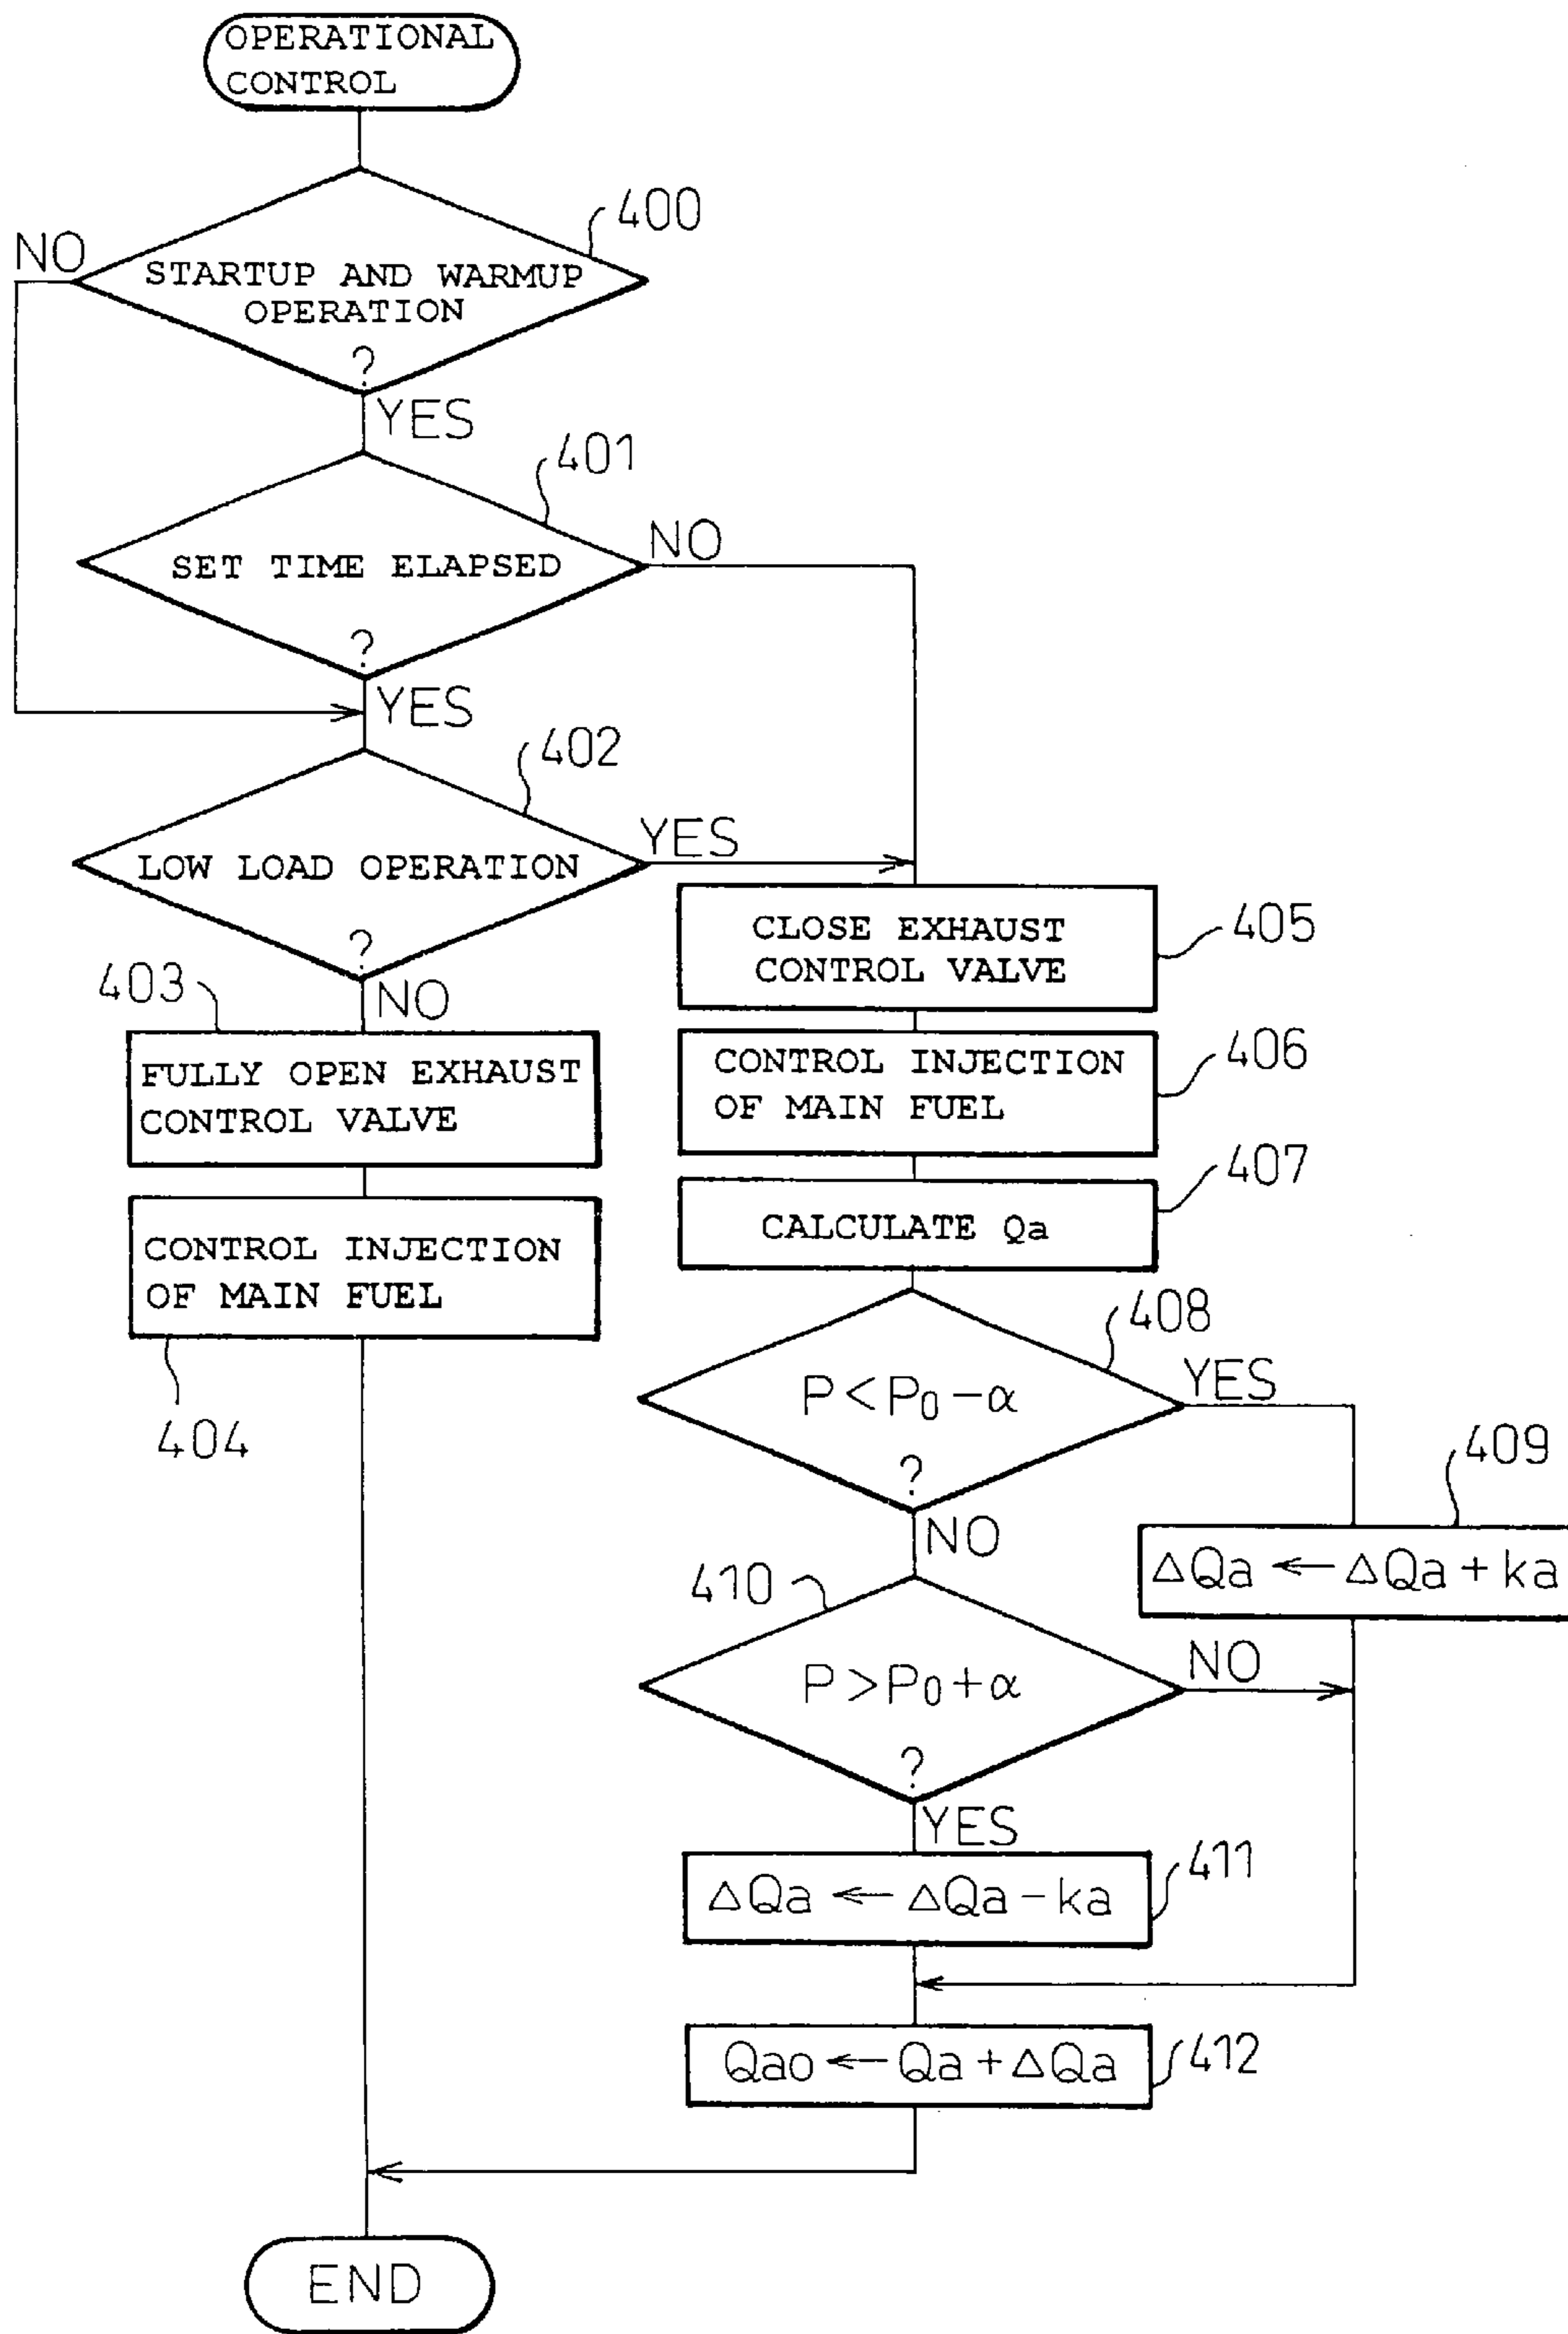 OPERATIONAL
CONTROL
400
NO
STARTUP AND WARMUP
OPERATION
?
YES
401
NO
SET TIME ELAPSED
?
YES
402
YES
LOW LOAD OPERATION
?
NO
403
FULLY OPEN EXHAUST
CONTROL VALVE
CONTROL INJECTION
OF MAIN FUEL
404
CLOSE EXHAUST
CONTROL VALVE
405
CONTROL INJECTION
OF MAIN FUEL
406
407
CALCULATE Qa
408
YES
P<P0−α
?
NO
409
ΔQa ← ΔQa + ka
410
NO
P>P0+α
?
YES
411
ΔQa ← ΔQa − ka
Qao ← Qa + ΔQa
412
END